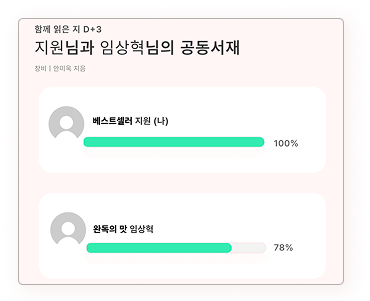 함께 읽은 지 D+3
지원님과 임상혁님의 공동서재
창비 | 안미옥 지음
베스트셀러 지원 (나)
100%
완독의 맛 임상혁
78%